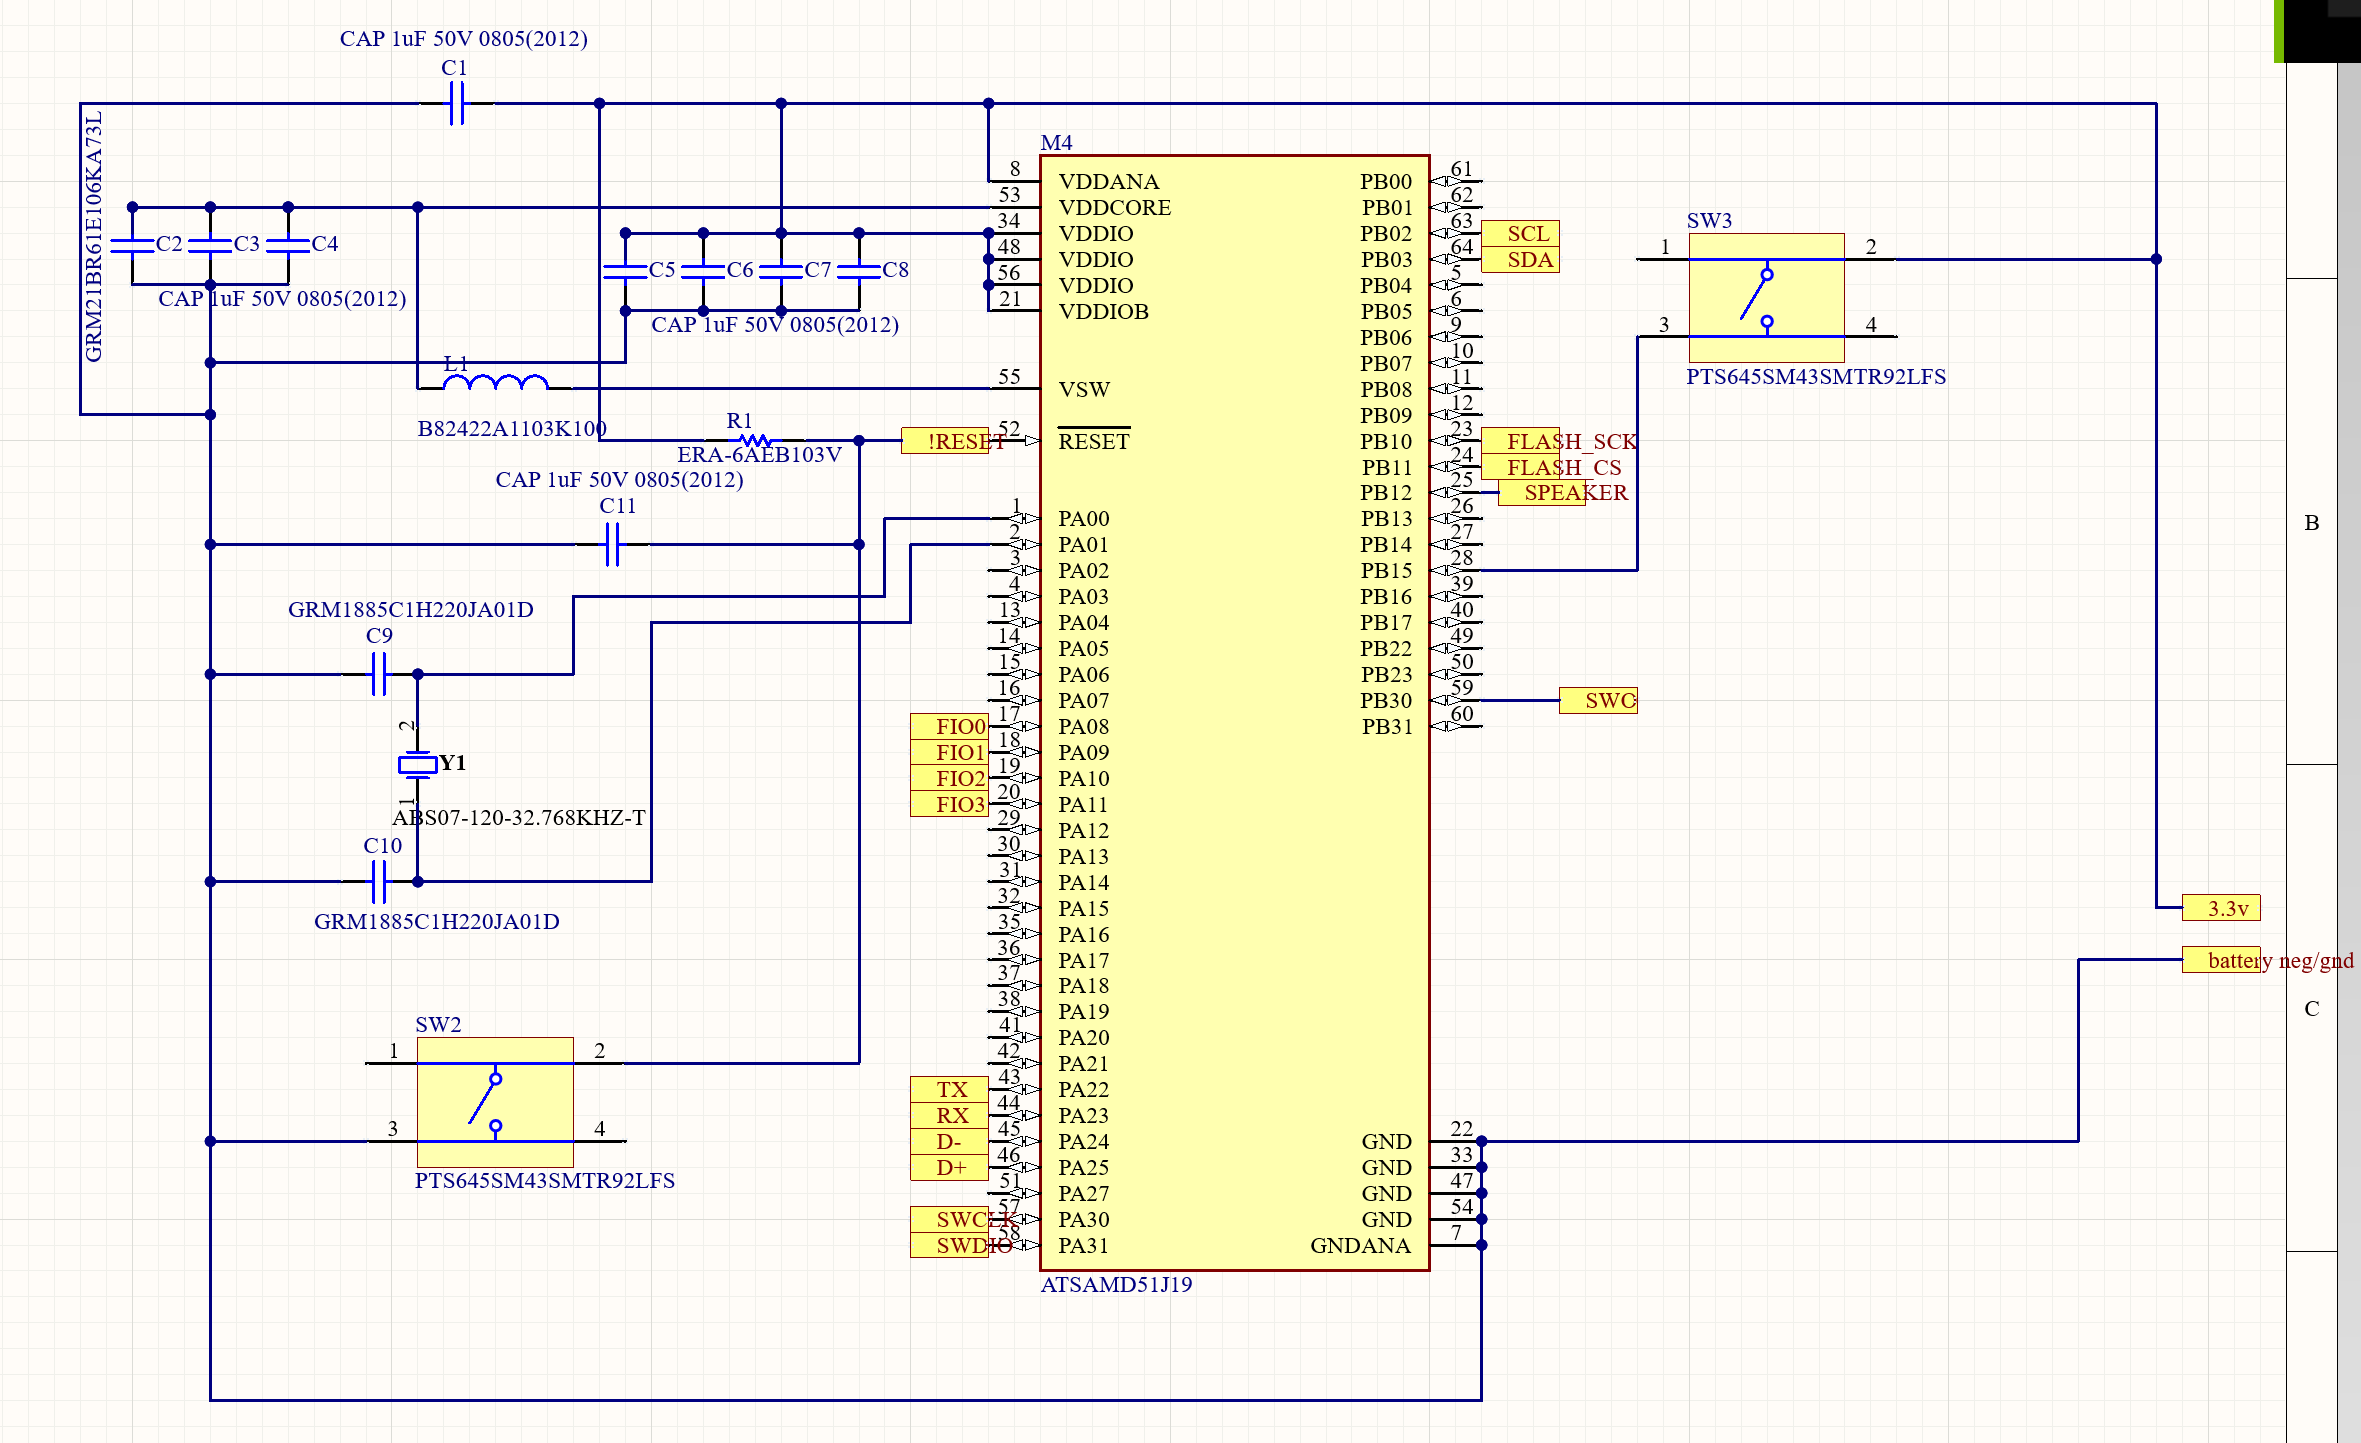 CAP 1uF 50V 0805(2012)
C1
GRM21BR61E106KA73L
C2
C3
C4
CAP 1uF 50V 0805(2012)
C5
C6
C7
C8
CAP 1uF 50V 0805(2012)
L1
B82422A1103K100
R1
ERA-6AEB103V
!RESET
CAP 1uF 50V 0805(2012)
C11
GRM1885C1H220JA01D
C9
2
Y1
1
ABS07-120-32.768KHZ-T
C10
GRM1885C1H220JA01D
SW2
1
2
3
4
PTS645SM43SMTR92LFS
M4
8 VDDANA
53 VDDCORE
34 VDDIO
48 VDDIO
56 VDDIO
21 VDDIOB
55 VSW
52 RESET
1 PA00
2 PA01
3 PA02
4 PA03
13 PA04
14 PA05
15 PA06
16 PA07
FIO0 17 PA08
FIO1 18 PA09
FIO2 19 PA10
FIO3 20 PA11
29 PA12
30 PA13
31 PA14
32 PA15
35 PA16
36 PA17
37 PA18
38 PA19
41 PA20
42 PA21
TX 43 PA22
RX 44 PA23
D- 45 PA24
D+ 46 PA25
51 PA27
SWCLK 57 PA30
SWDIO 58 PA31
PB00 61
PB01 62
PB02 63 SCL
PB03 64 SDA
PB04 5
PB05 6
PB06 9
PB07 10
PB08 11
PB09 12
PB10 23 FLASH_SCK
PB11 24 FLASH_CS
PB12 25 SPEAKER
PB13 26
PB14 27
PB15 28
PB16 39
PB17 40
PB22 49
PB23 50
PB30 59 SWO
PB31 60
GND 22
GND 33
GND 47
GND 54
GNDANA 7
ATSAMD51J19
SW3
1
2
3
4
PTS645SM43SMTR92LFS
3.3v
battery neg/gnd
B
C